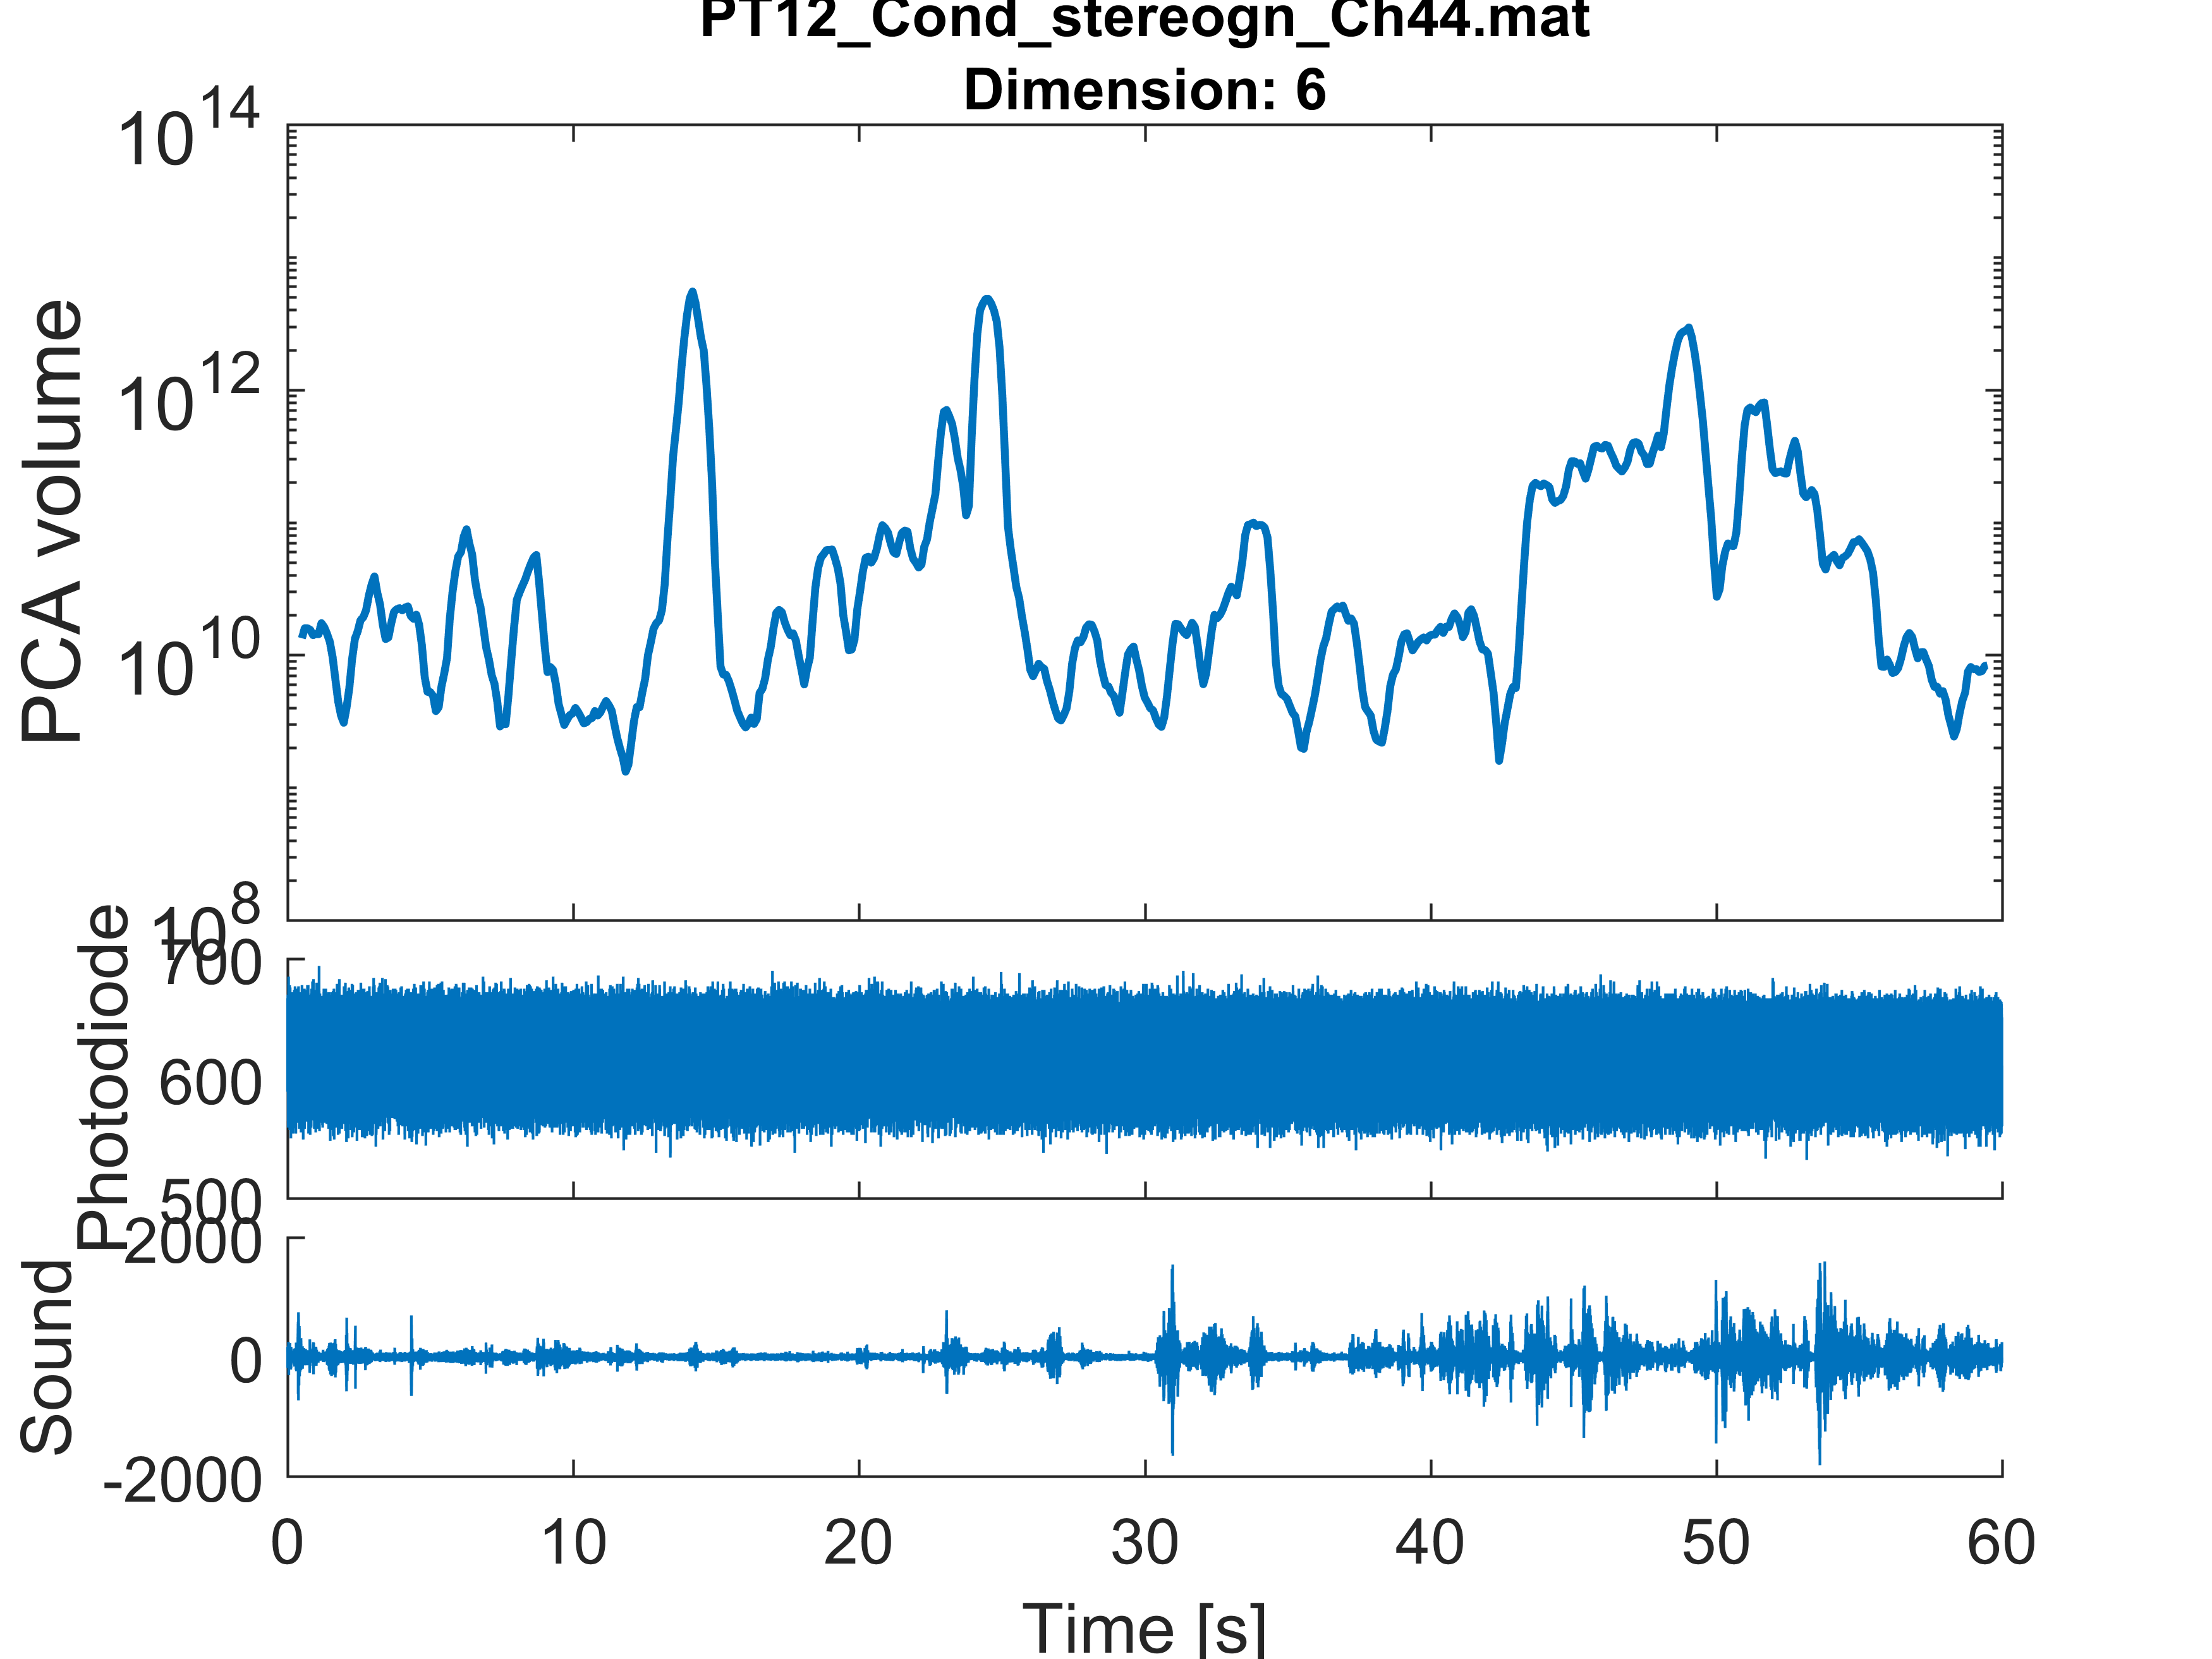 PT12_Cond_stereogn_Ch44.mat
Dimension: 6
PCA volume
10^14
10^12
10^10
10^8
Photodiode
700
600
500
Sound
2000
0
-2000
0 10 20 30 40 50 60
Time [s]